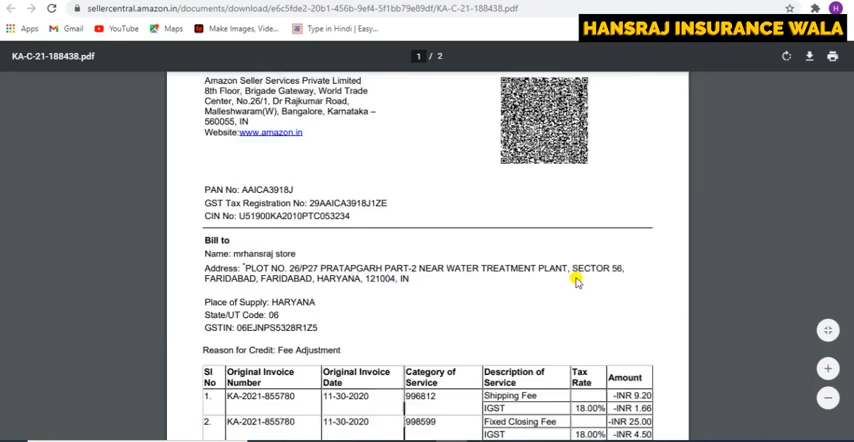 sellercentral.amazon.in/documents/download/e6c5fde2-20b1-456b-9ef4-5f1bb79e89df/KA-C-21-188438.pdf
H
Apps
Gmail
YouTube
Maps
Make Images, Vide...
Type in Hindi | Easy...
HANSRAJ INSURANCE WALA
KA-C-21-188438.pdf
1 / 2
Amazon Seller Services Private Limited
8th Floor, Brigade Gateway, World Trade
Center, No.26/1, Dr Rajkumar Road,
Malleshwaram(W), Bangalore, Karnataka –
560055, IN
Website:www.amazon.in
PAN No: AAICA3918J
GST Tax Registration No: 29AAICA3918J1ZE
CIN No: U51900KA2010PTC053234
Bill to
Name: mrhansraj store
Address: "PLOT NO. 26/P27 PRATAPGARH PART-2 NEAR WATER TREATMENT PLANT, SECTOR 56,
FARIDABAD, FARIDABAD, HARYANA, 121004, IN
Place of Supply: HARYANA
State/UT Code: 06
GSTIN: 06EJNPS5328R1Z5
Reason for Credit: Fee Adjustment
Sl No Original Invoice Number Original Invoice Date Category of Service Description of Service Tax Rate Amount
1. KA-2021-855780 11-30-2020 996812 Shipping Fee -INR 9.20
IGST 18.00% -INR 1.66
2. KA-2021-855780 11-30-2020 998599 Fixed Closing Fee -INR 25.00
IGST 18.00% -INR 4.50